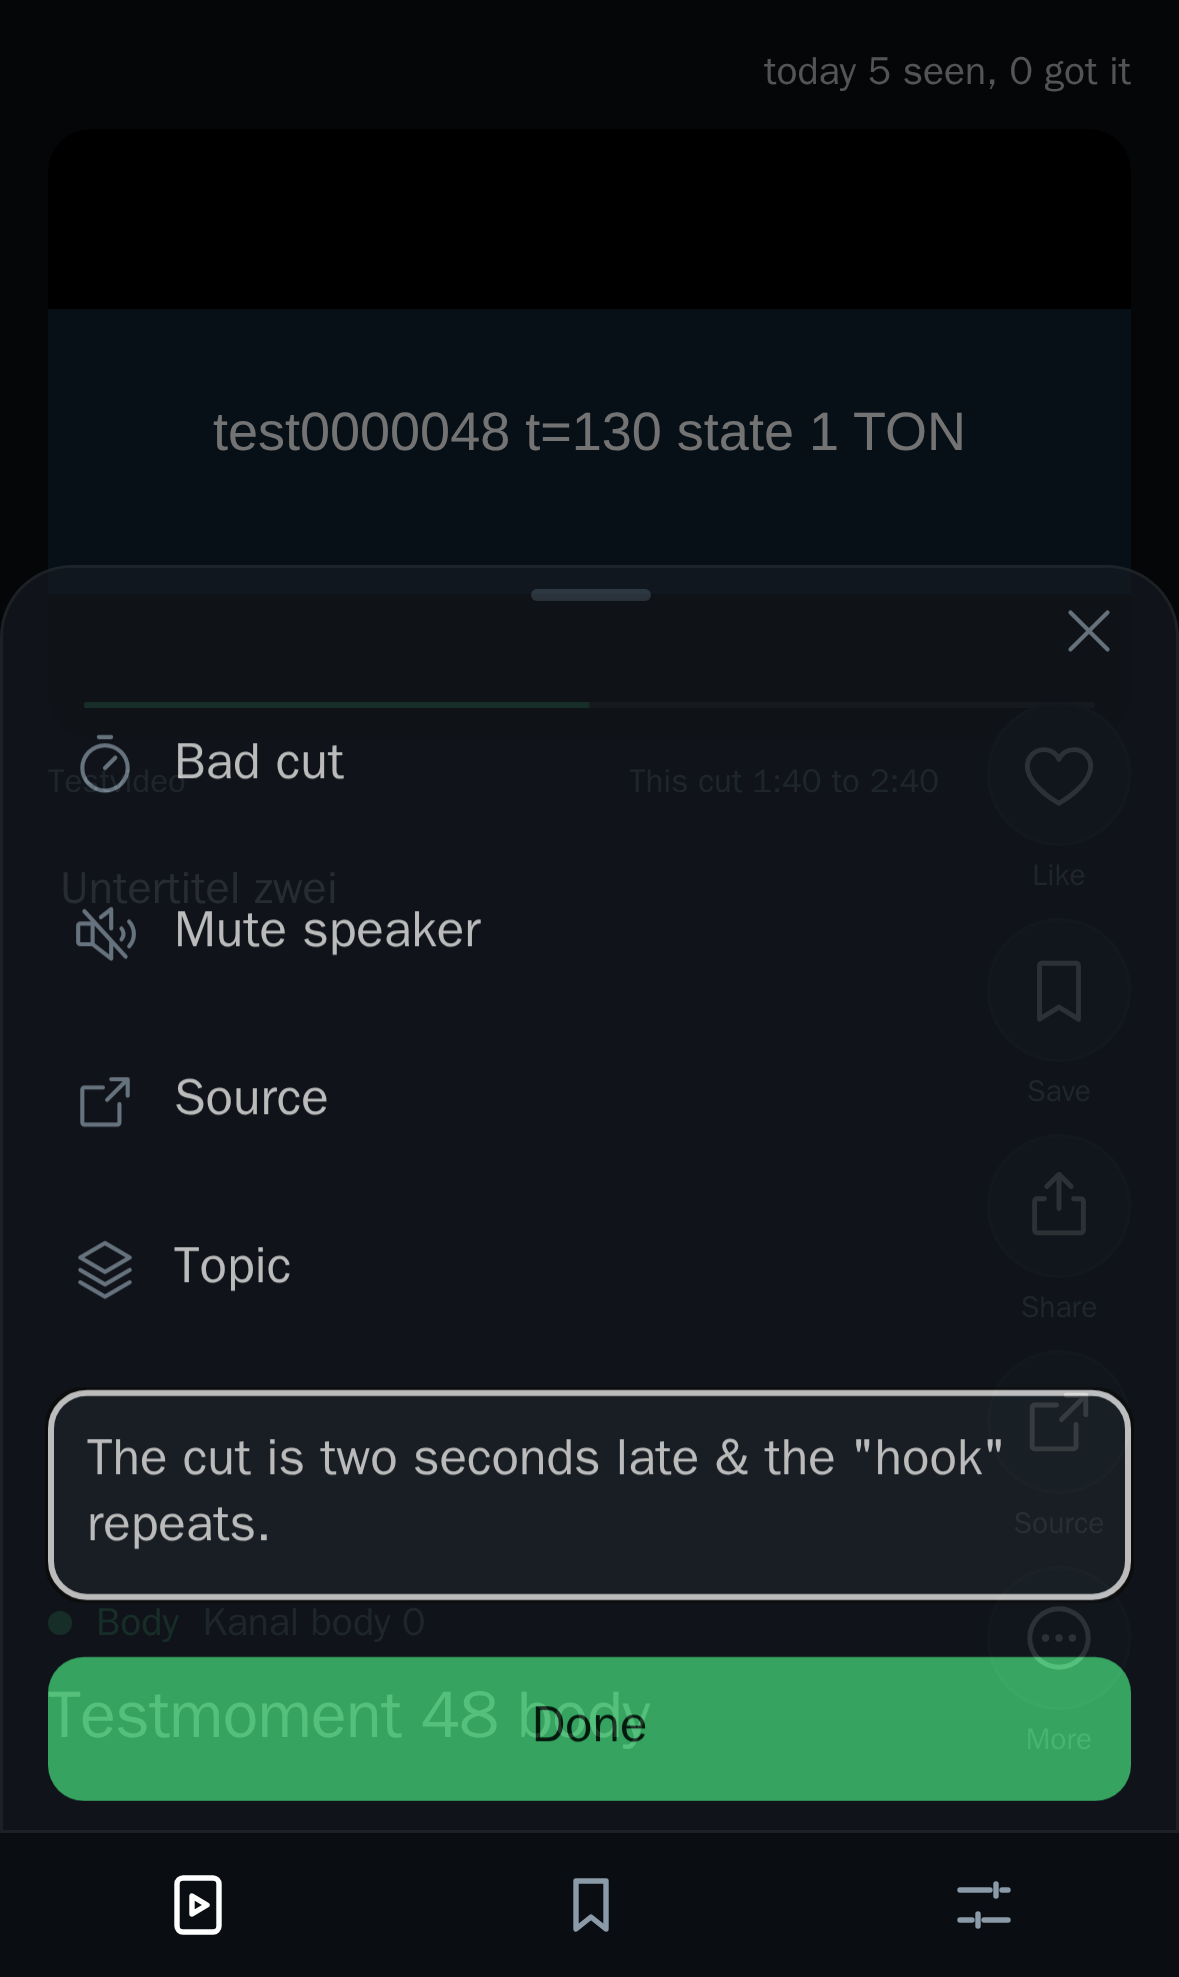 today 5 seen, 0 got it
test0000048 t=130 state 1 TON
Bad cut
Testvideo
This cut 1:40 to 2:40
Like
Untertitel zwei
Mute speaker
Save
Source
Topic
Share
The cut is two seconds late & the "hook"
repeats.
Source
Body Kanal body 0
Testmoment 48 body
Done
More